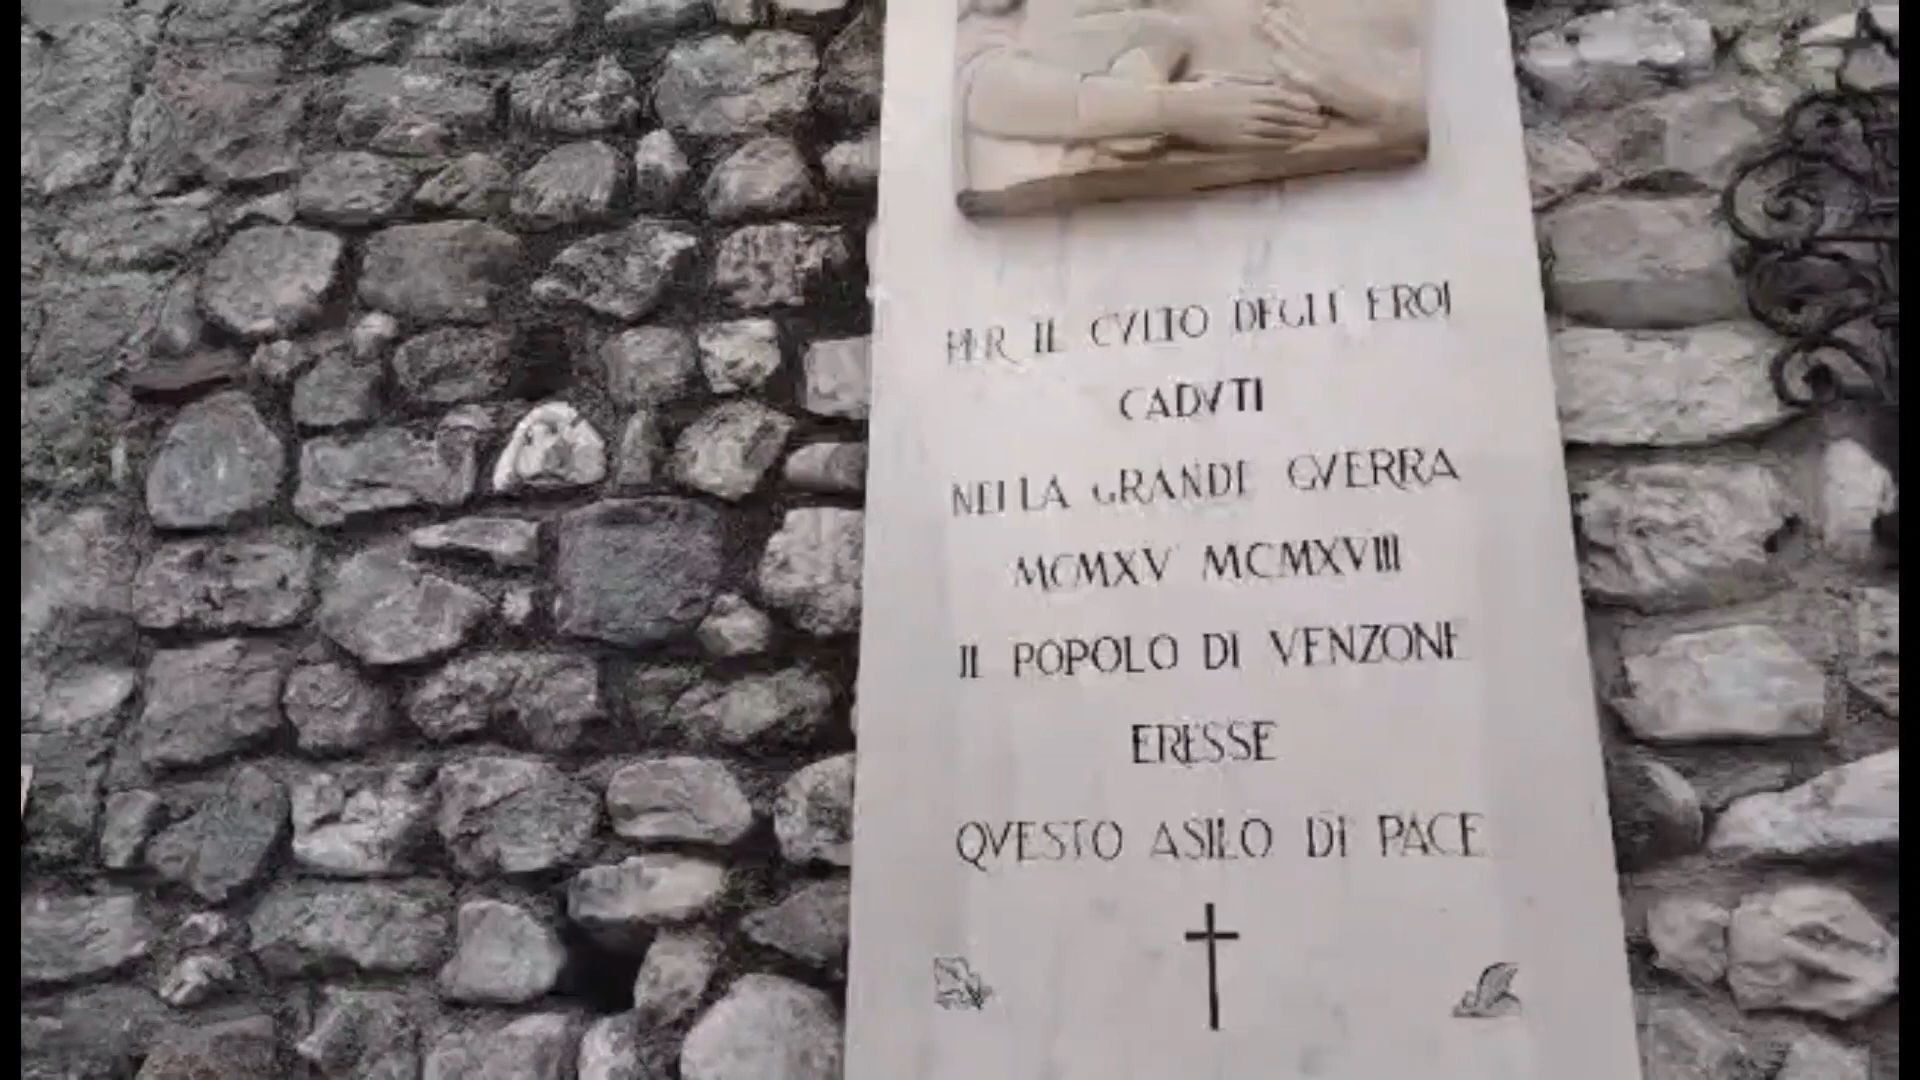 PER IL CVLTO DEGLI EROI
CADVTI
NELLA GRANDE GVERRA
MCMXV MCMXVIII
IL POPOLO DI VENZONE
ERESSE
QVESTO ASILO DI PACE